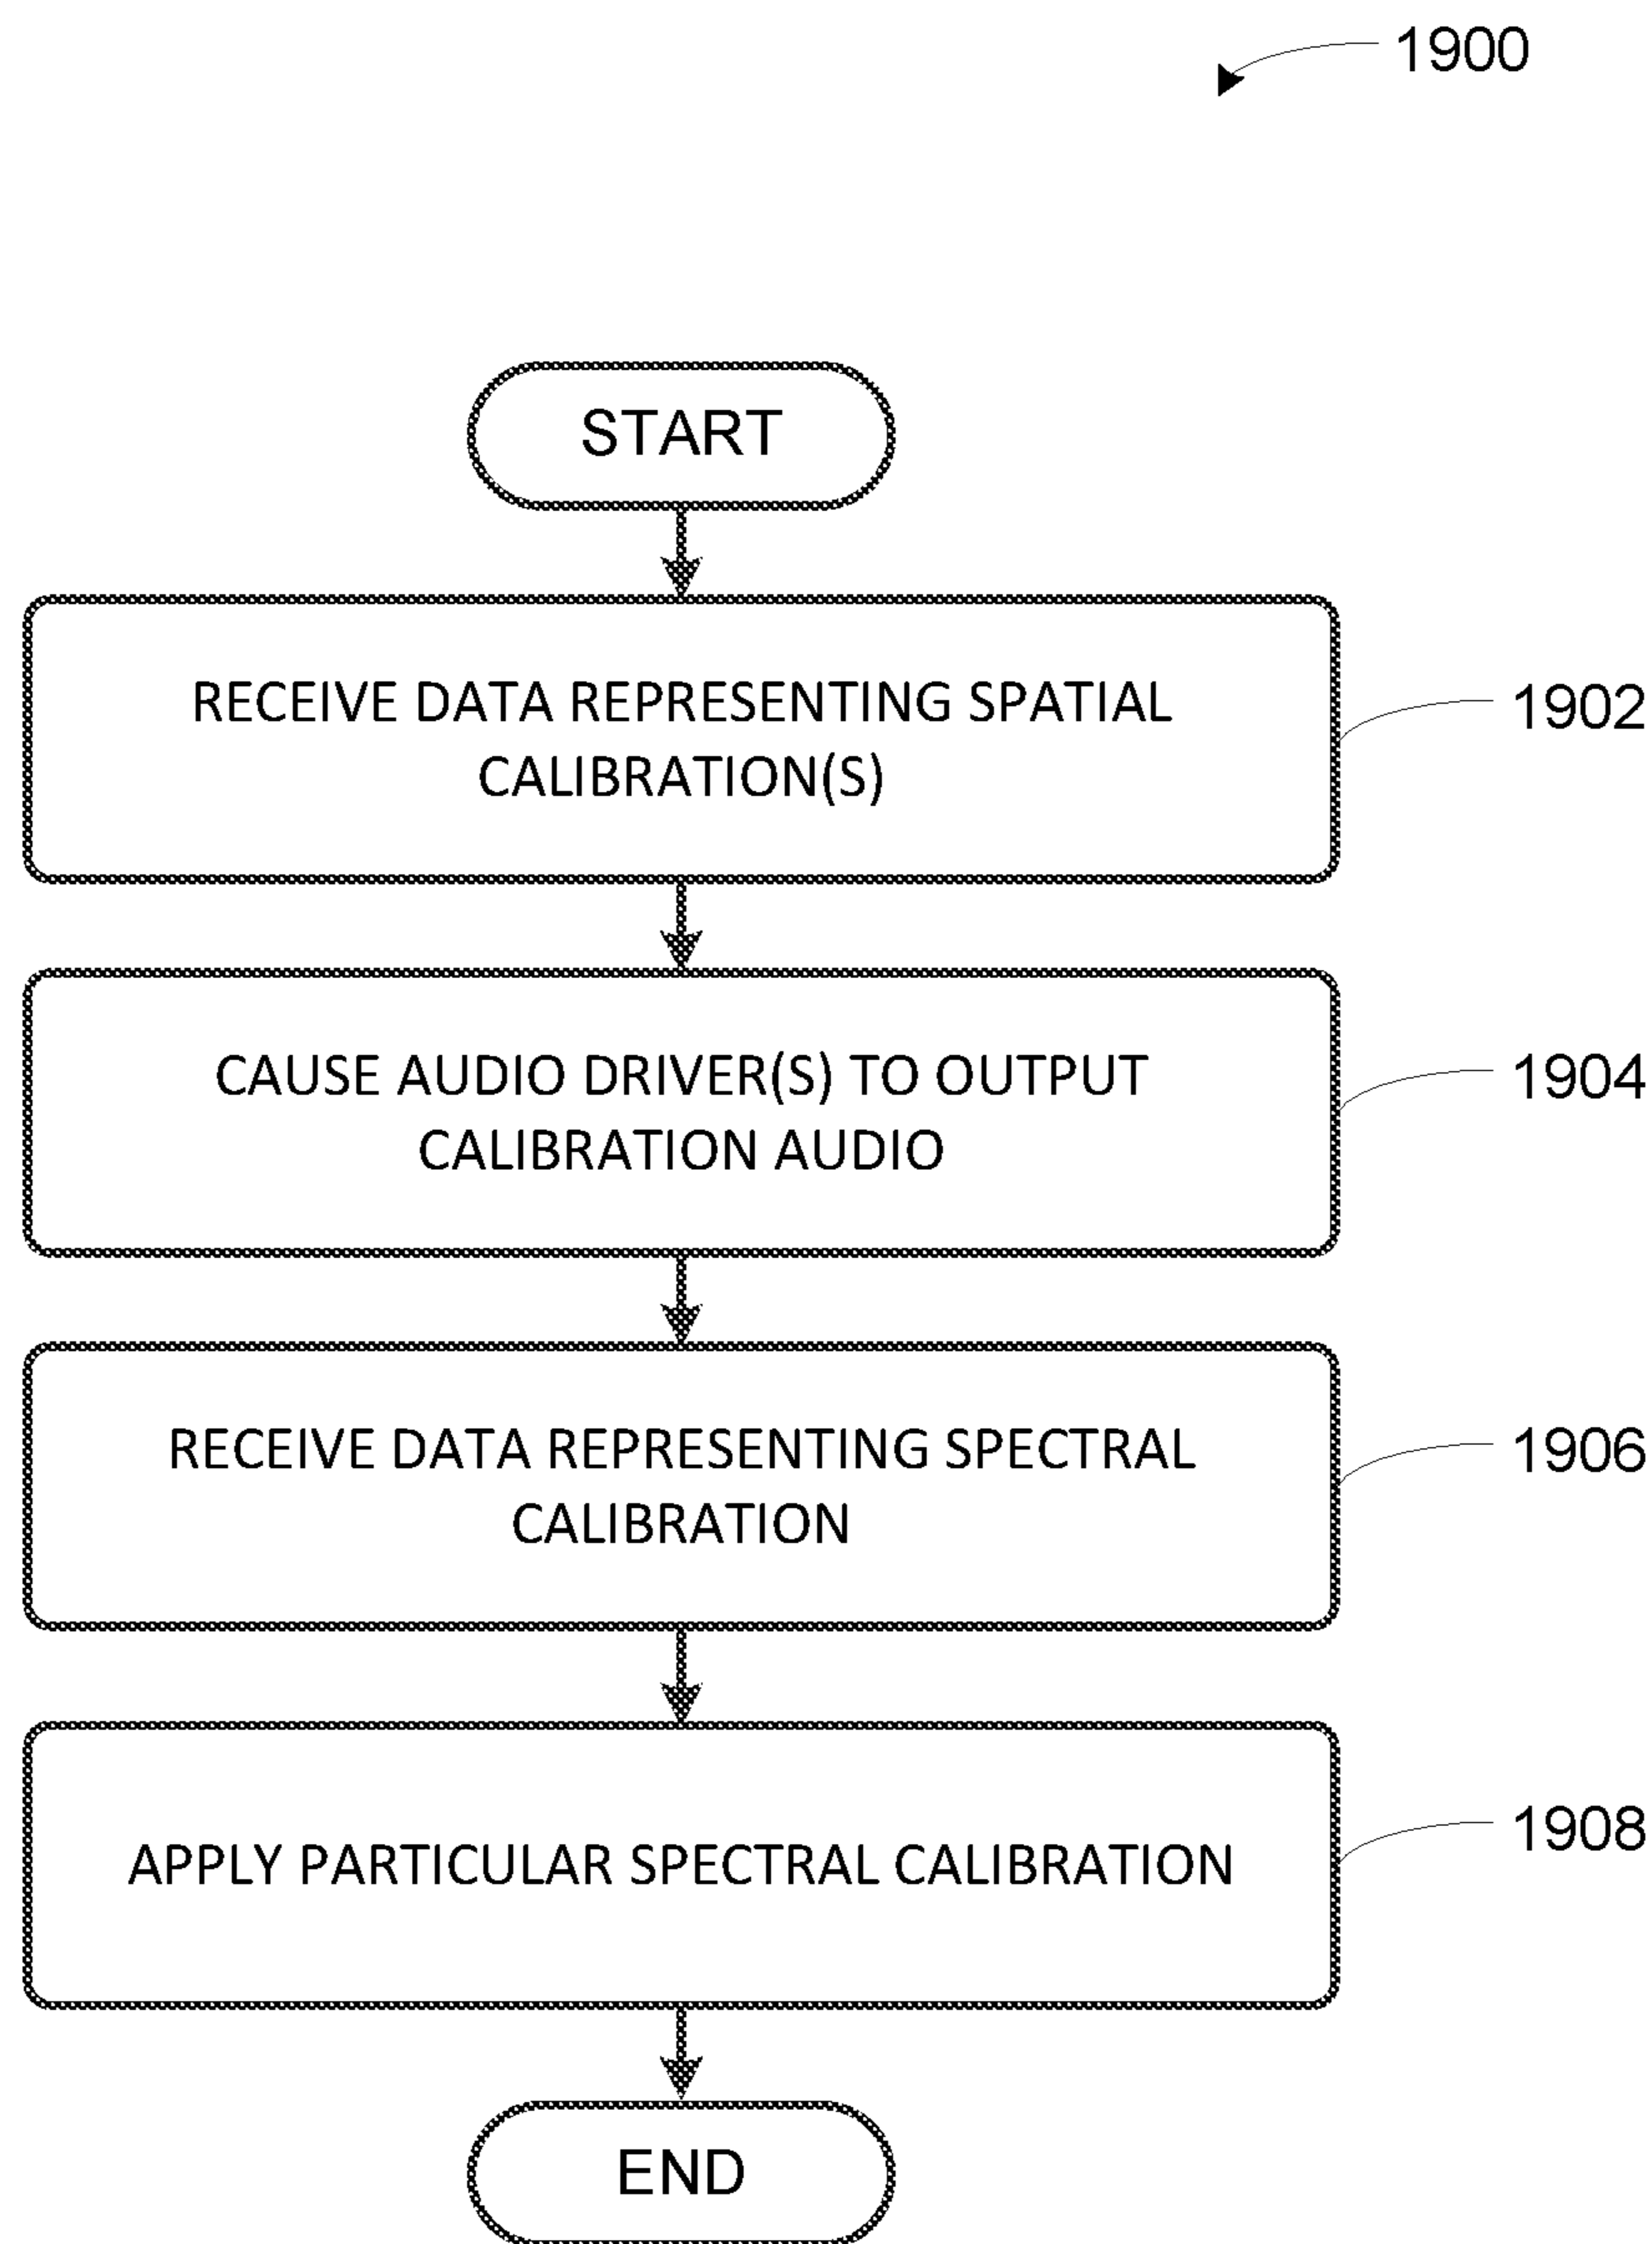 1900
START
RECEIVE DATA REPRESENTING SPATIAL
CALIBRATION(S)
1902
CAUSE AUDIO DRIVER(S) TO OUTPUT
CALIBRATION AUDIO
1904
RECEIVE DATA REPRESENTING SPECTRAL
CALIBRATION
1906
APPLY PARTICULAR SPECTRAL CALIBRATION
1908
END